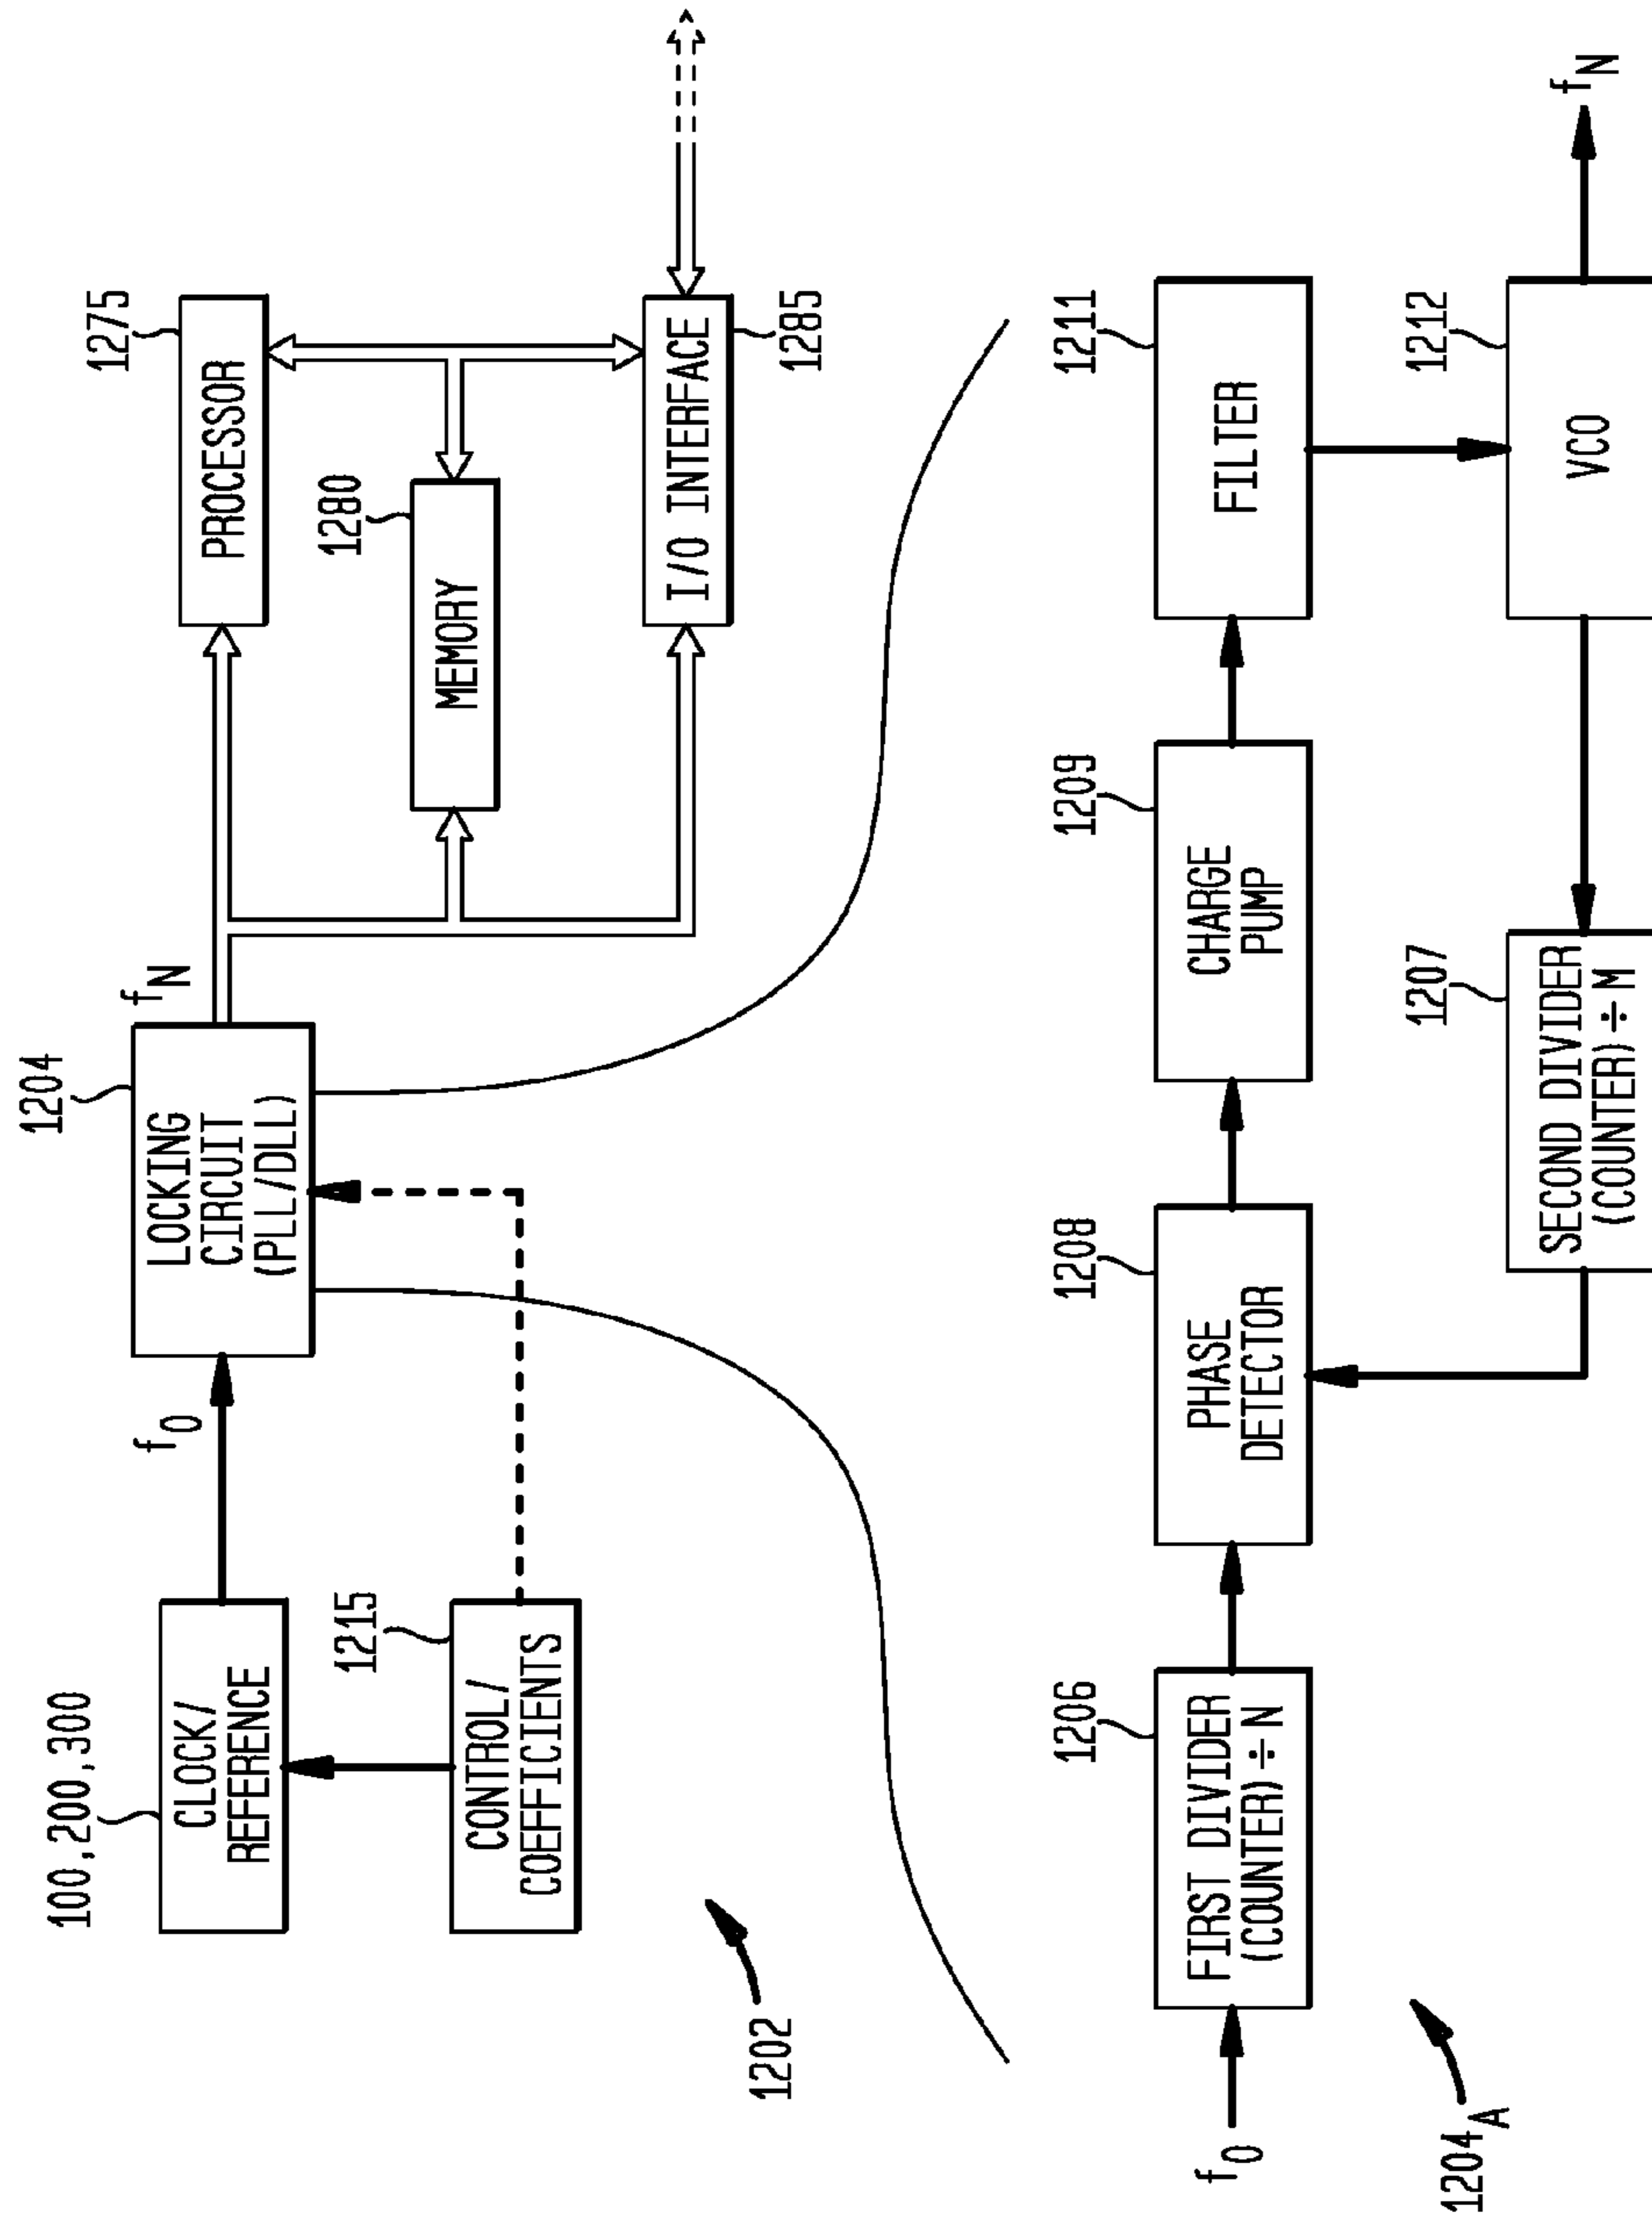 100,200,300
CLOCK/
REFERENCE
f0
1204
LOCKING
CIRCUIT
(PLL/DLL)
fN
1275
PROCESSOR
1215
CONTROL/
COEFFICIENTS
1280
MEMORY
I/O INTERFACE
1285
1202
f0
1206
FIRST DIVIDER
(COUNTER)÷N
1208
PHASE
DETECTOR
1209
CHARGE
PUMP
1211
FILTER
1204A
1207
SECOND DIVIDER
(COUNTER)÷M
1212
VCO
fN